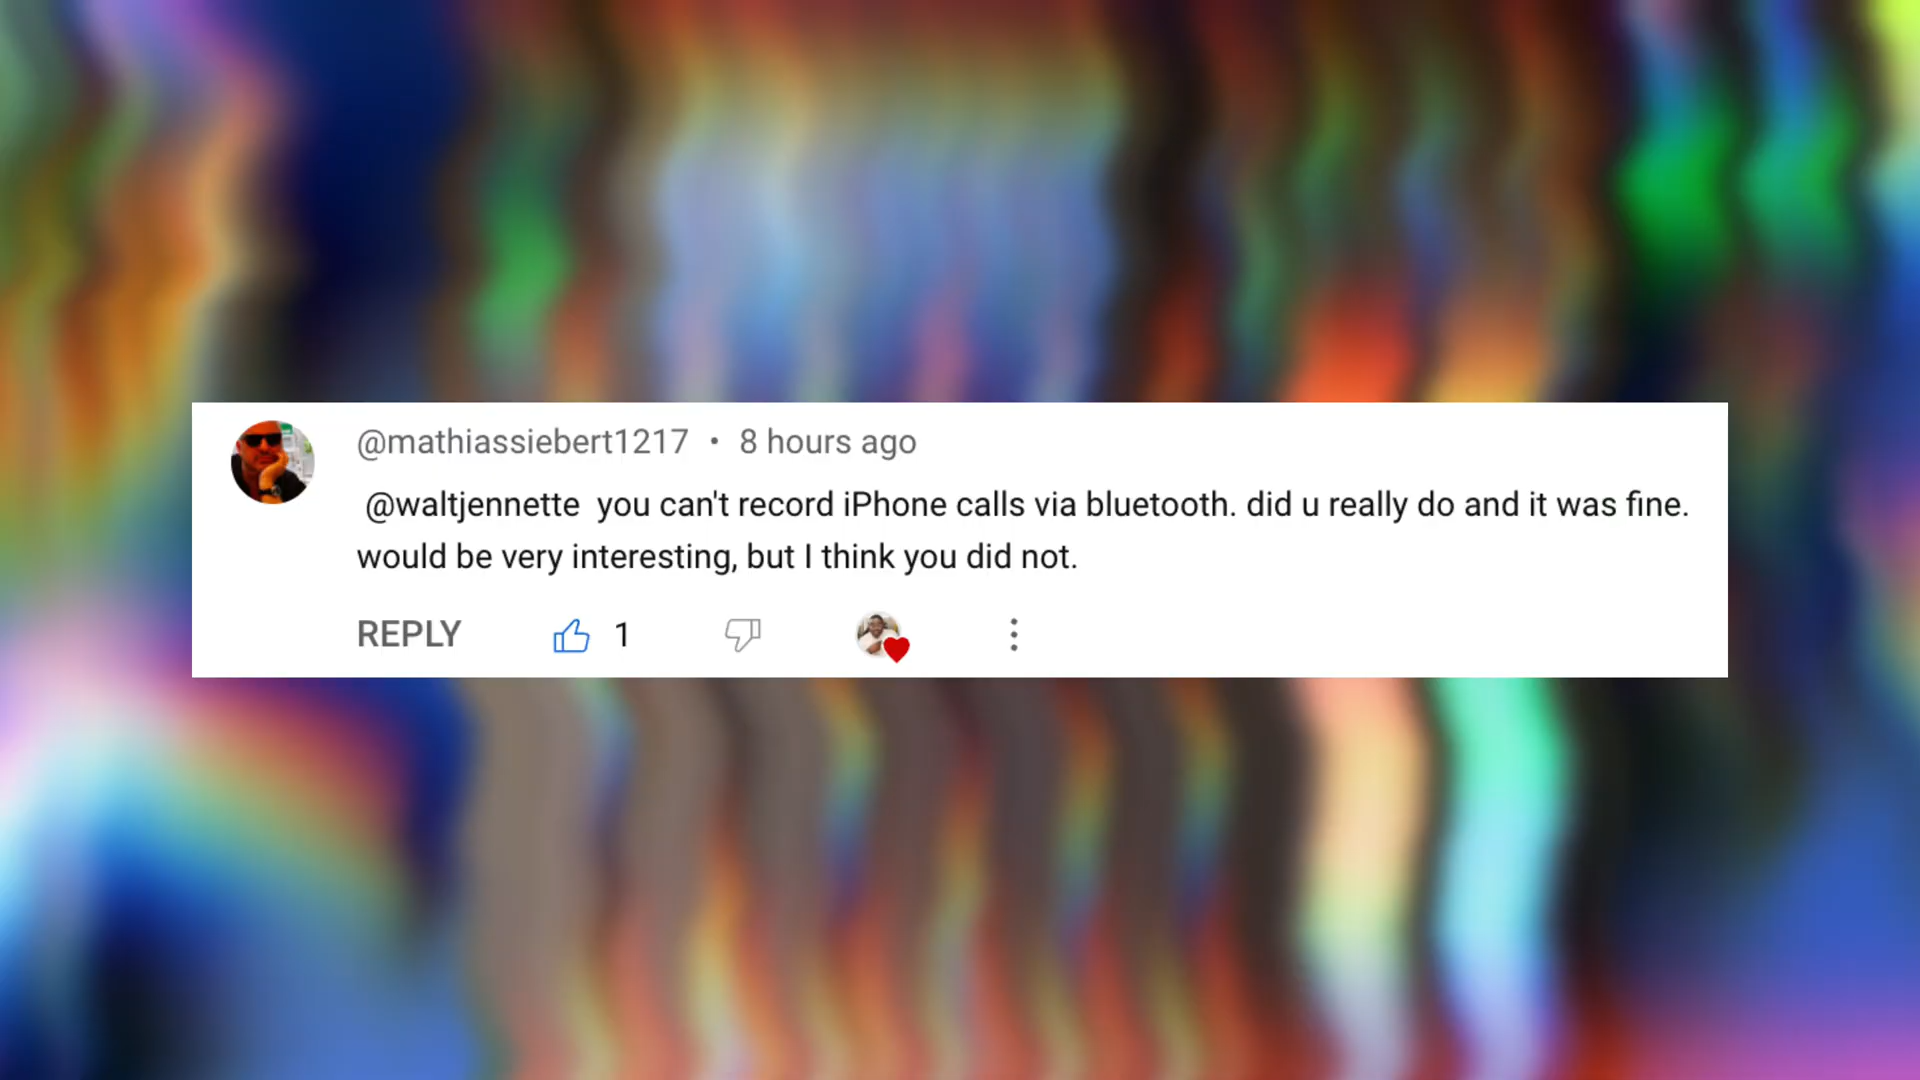 @mathiassiebert1217 • 8 hours ago
@waltjennette you can't record iPhone calls via bluetooth. did u really do and it was fine.
would be very interesting, but I think you did not.
REPLY 1